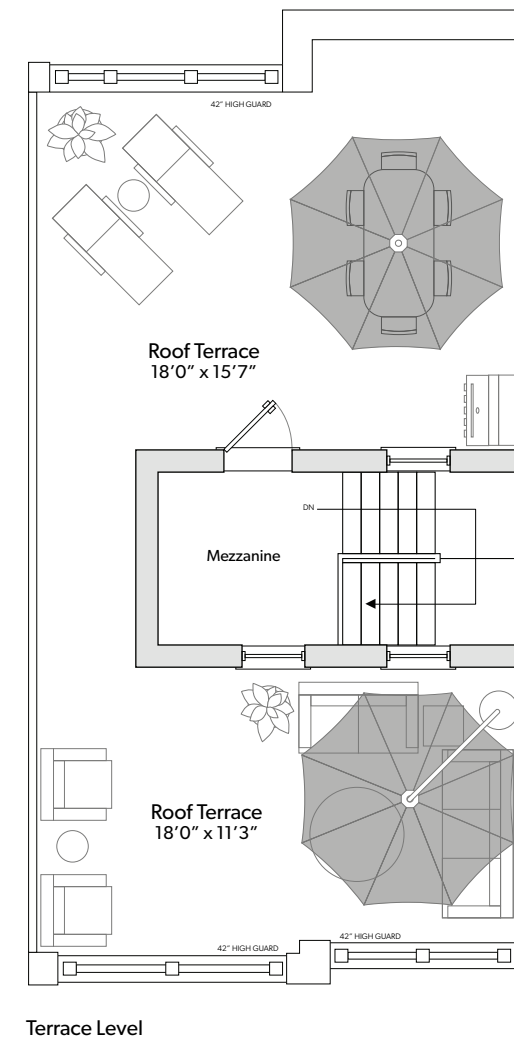 42” HIGH GUARD
Roof Terrace
18’0” x 15’7”
DN
Mezzanine
Roof Terrace
18’0” x 11’3”
42” HIGH GUARD
42” HIGH GUARD
Terrace Level